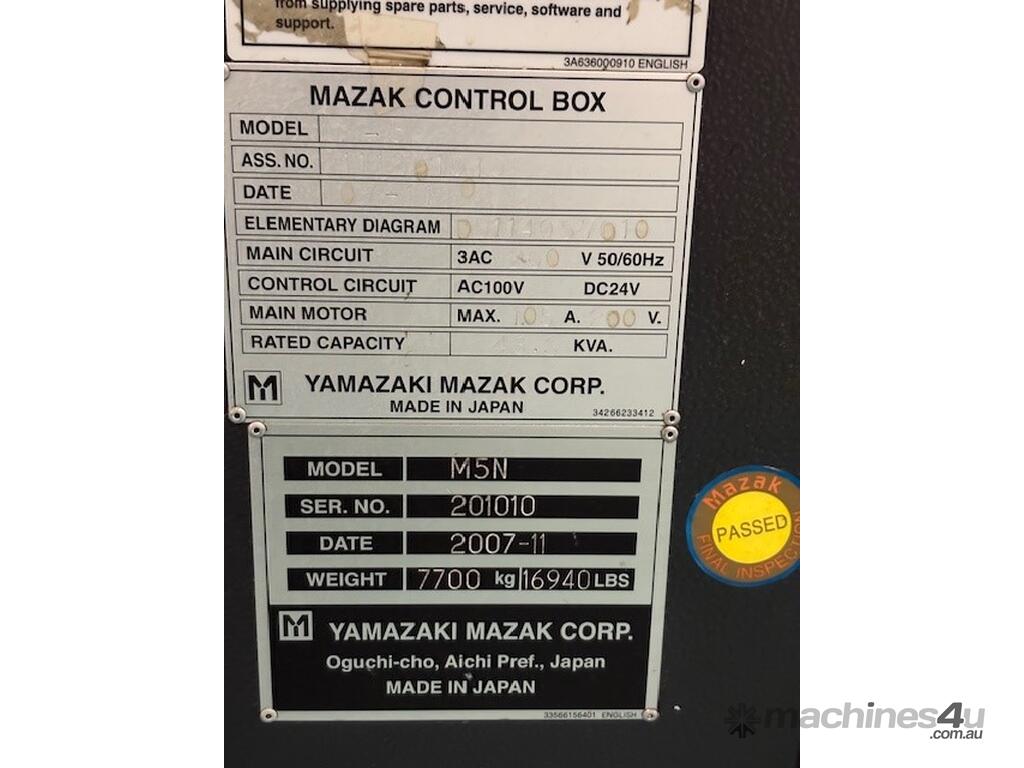 from supplying spare parts, service, software and
support.
3A636000910 ENGLISH
MAZAK CONTROL BOX
MODEL
ASS. NO.
DATE
ELEMENTARY DIAGRAM
MAIN CIRCUIT 3AC V 50/60Hz
CONTROL CIRCUIT AC100V DC24V
MAIN MOTOR MAX. A. V.
RATED CAPACITY KVA.
YAMAZAKI MAZAK CORP.
MADE IN JAPAN
34266233412
MODEL M5N
SER. NO. 201010
DATE 2007-11
WEIGHT 7700 kg 16940 LBS
YAMAZAKI MAZAK CORP.
Oguchi-cho, Aichi Pref., Japan
MADE IN JAPAN
33566156401 ENGLISH
Mazak
PASSED
FINAL INSPECTION
machines4u
.com.au